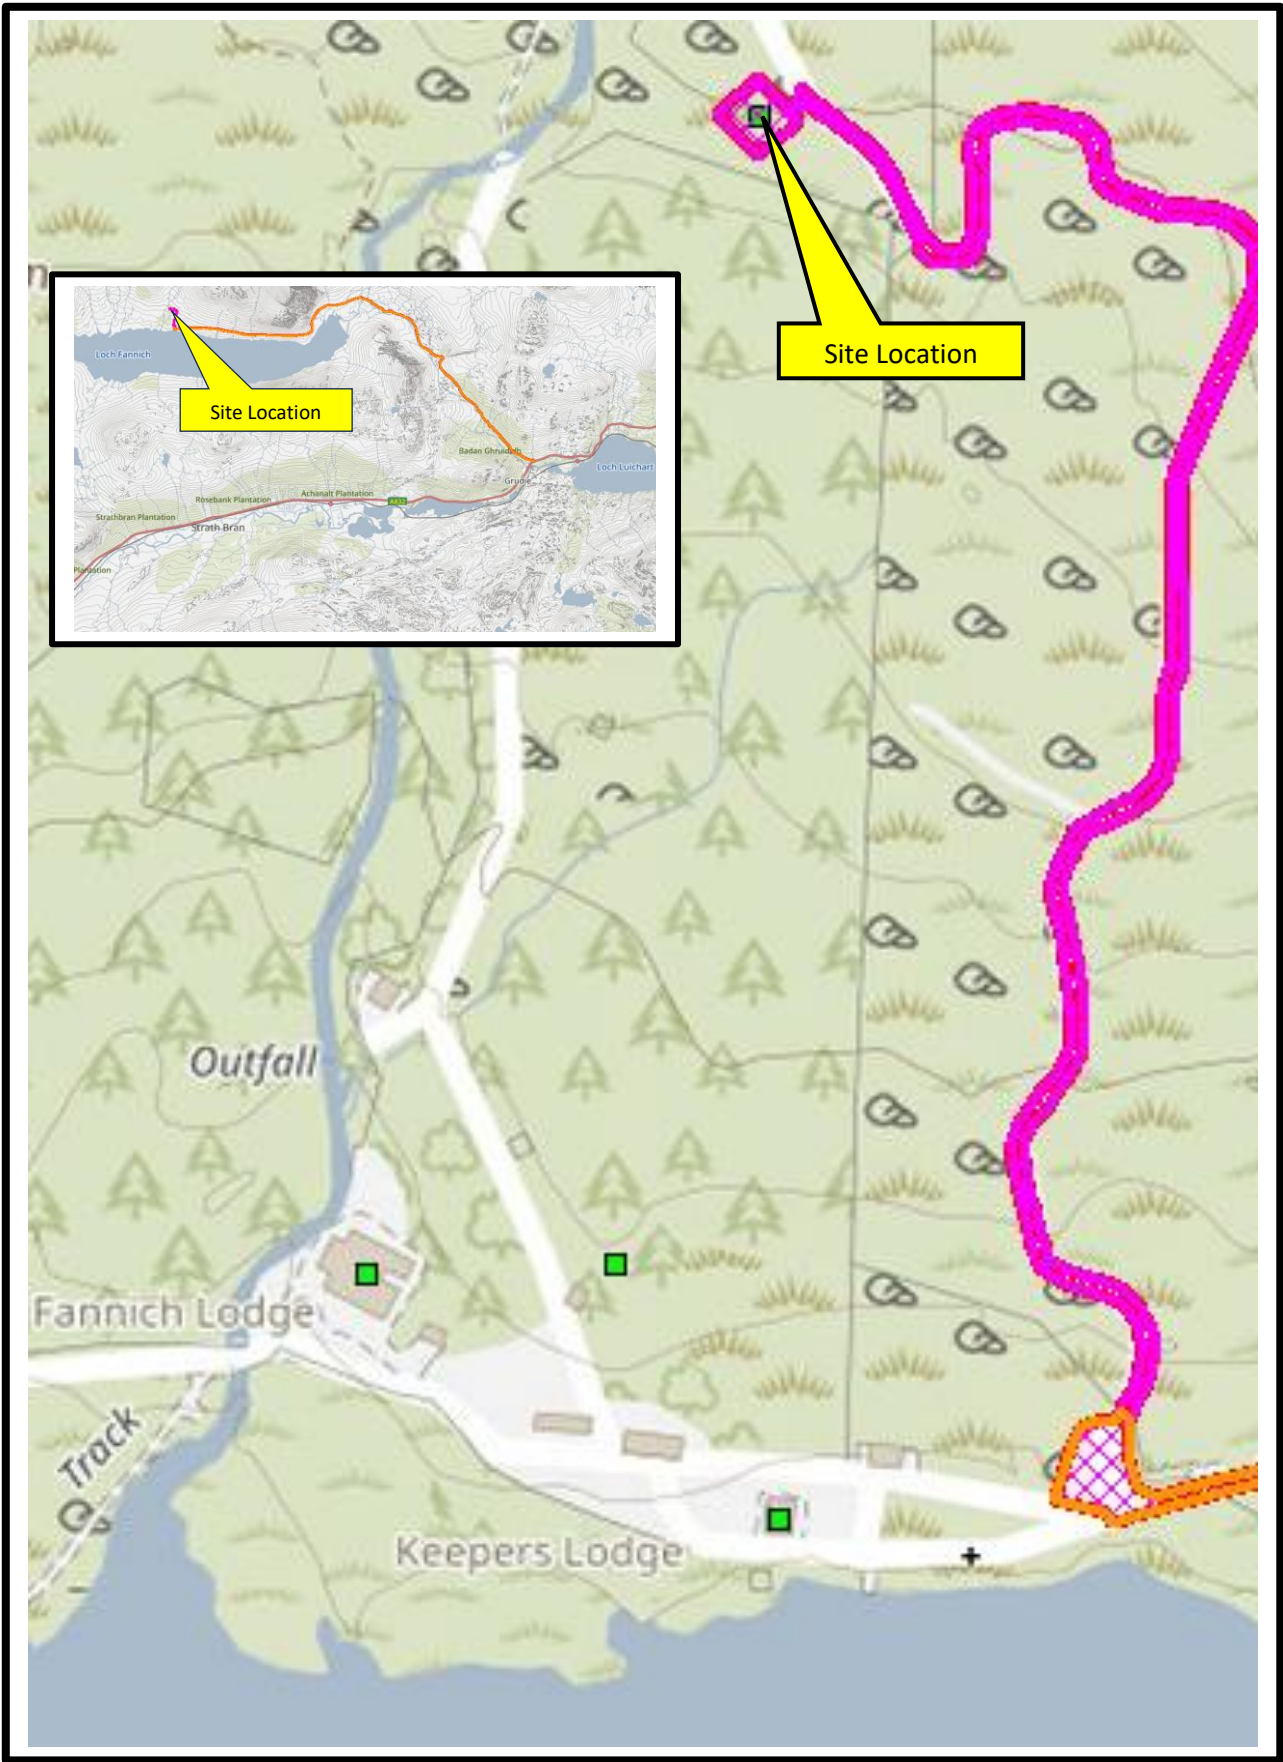 Site Location
n
Loch Fannich
Site Location
Badan Ghruididh
Loch Luichart
Grudie
Achanalt Plantation
A832
Rosebank Plantation
Strathbran Plantation
Strath Bran
Plantation
Outfall
Fannich Lodge
Track
Keepers Lodge